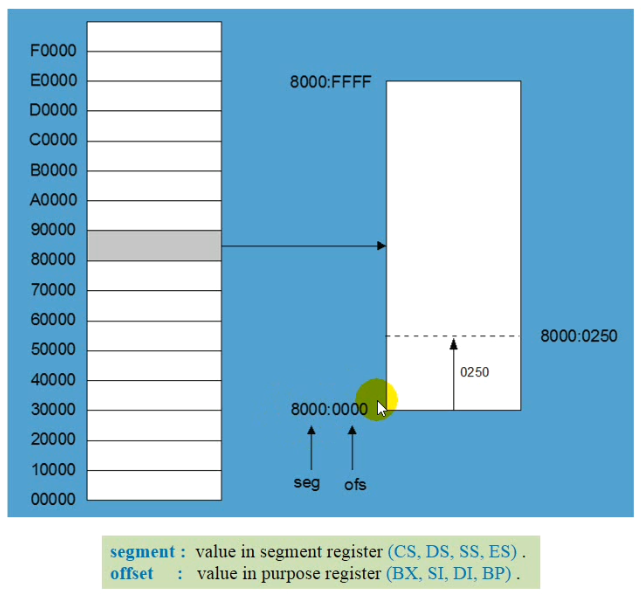 F0000
E0000
D0000
C0000
B0000
A0000
90000
80000
70000
60000
50000
40000
30000
20000
10000
00000
8000:FFFF
8000:0250
0250
8000:0000
seg ofs
segment : value in segment register (CS, DS, SS, ES) .
offset : value in purpose register (BX, SI, DI, BP) .